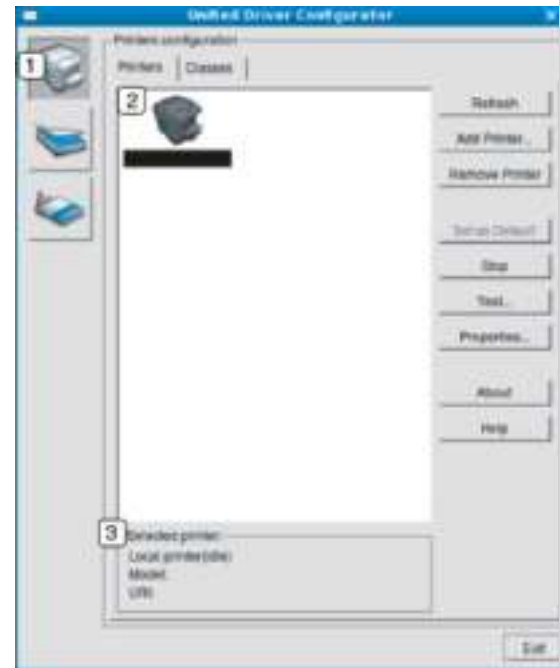 Unified Driver Configurator
Printers configuration
1
Printers
Classes
2
Refresh
Add Printer...
Remove Printer
Set as Default
Stop
Test...
Properties...
About
Help
3
Selected printer:
Local printer(idle)
Model:
URI:
Exit